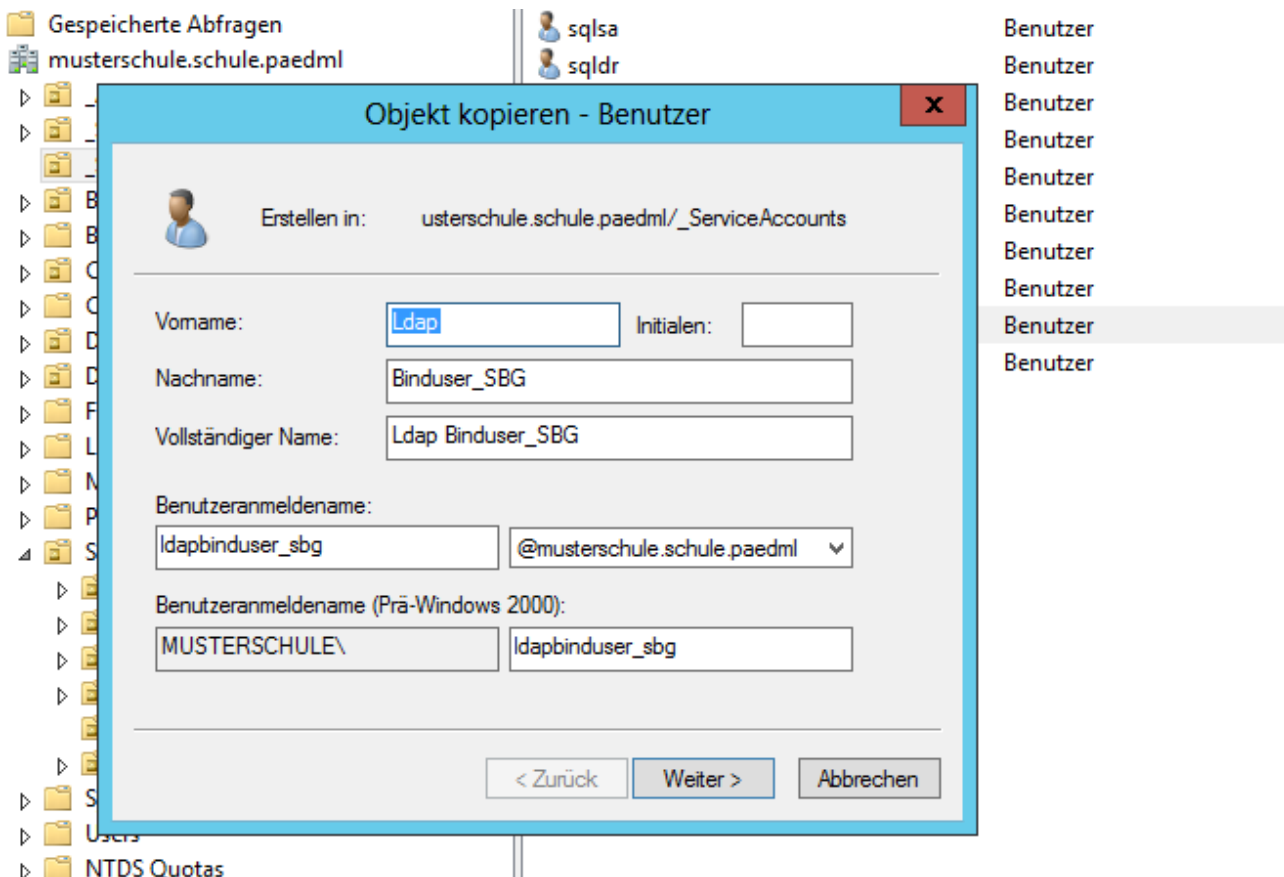 Gespeicherte Abfragen
musterschule.schule.paedml
sqlsa Benutzer
sqldr Benutzer
Benutzer
Benutzer
Benutzer
Benutzer
Benutzer
Benutzer
Benutzer
Benutzer
Objekt kopieren - Benutzer
x
Erstellen in: usterschule.schule.paedml/_ServiceAccounts
Vorname: Ldap Initialen:
Nachname: Binduser_SBG
Vollständiger Name: Ldap Binduser_SBG
Benutzeranmeldename:
ldapbinduser_sbg @musterschule.schule.paedml
Benutzeranmeldename (Prä-Windows 2000):
MUSTERSCHULE\ ldapbinduser_sbg
< Zurück Weiter > Abbrechen
Users
NTDS Quotas